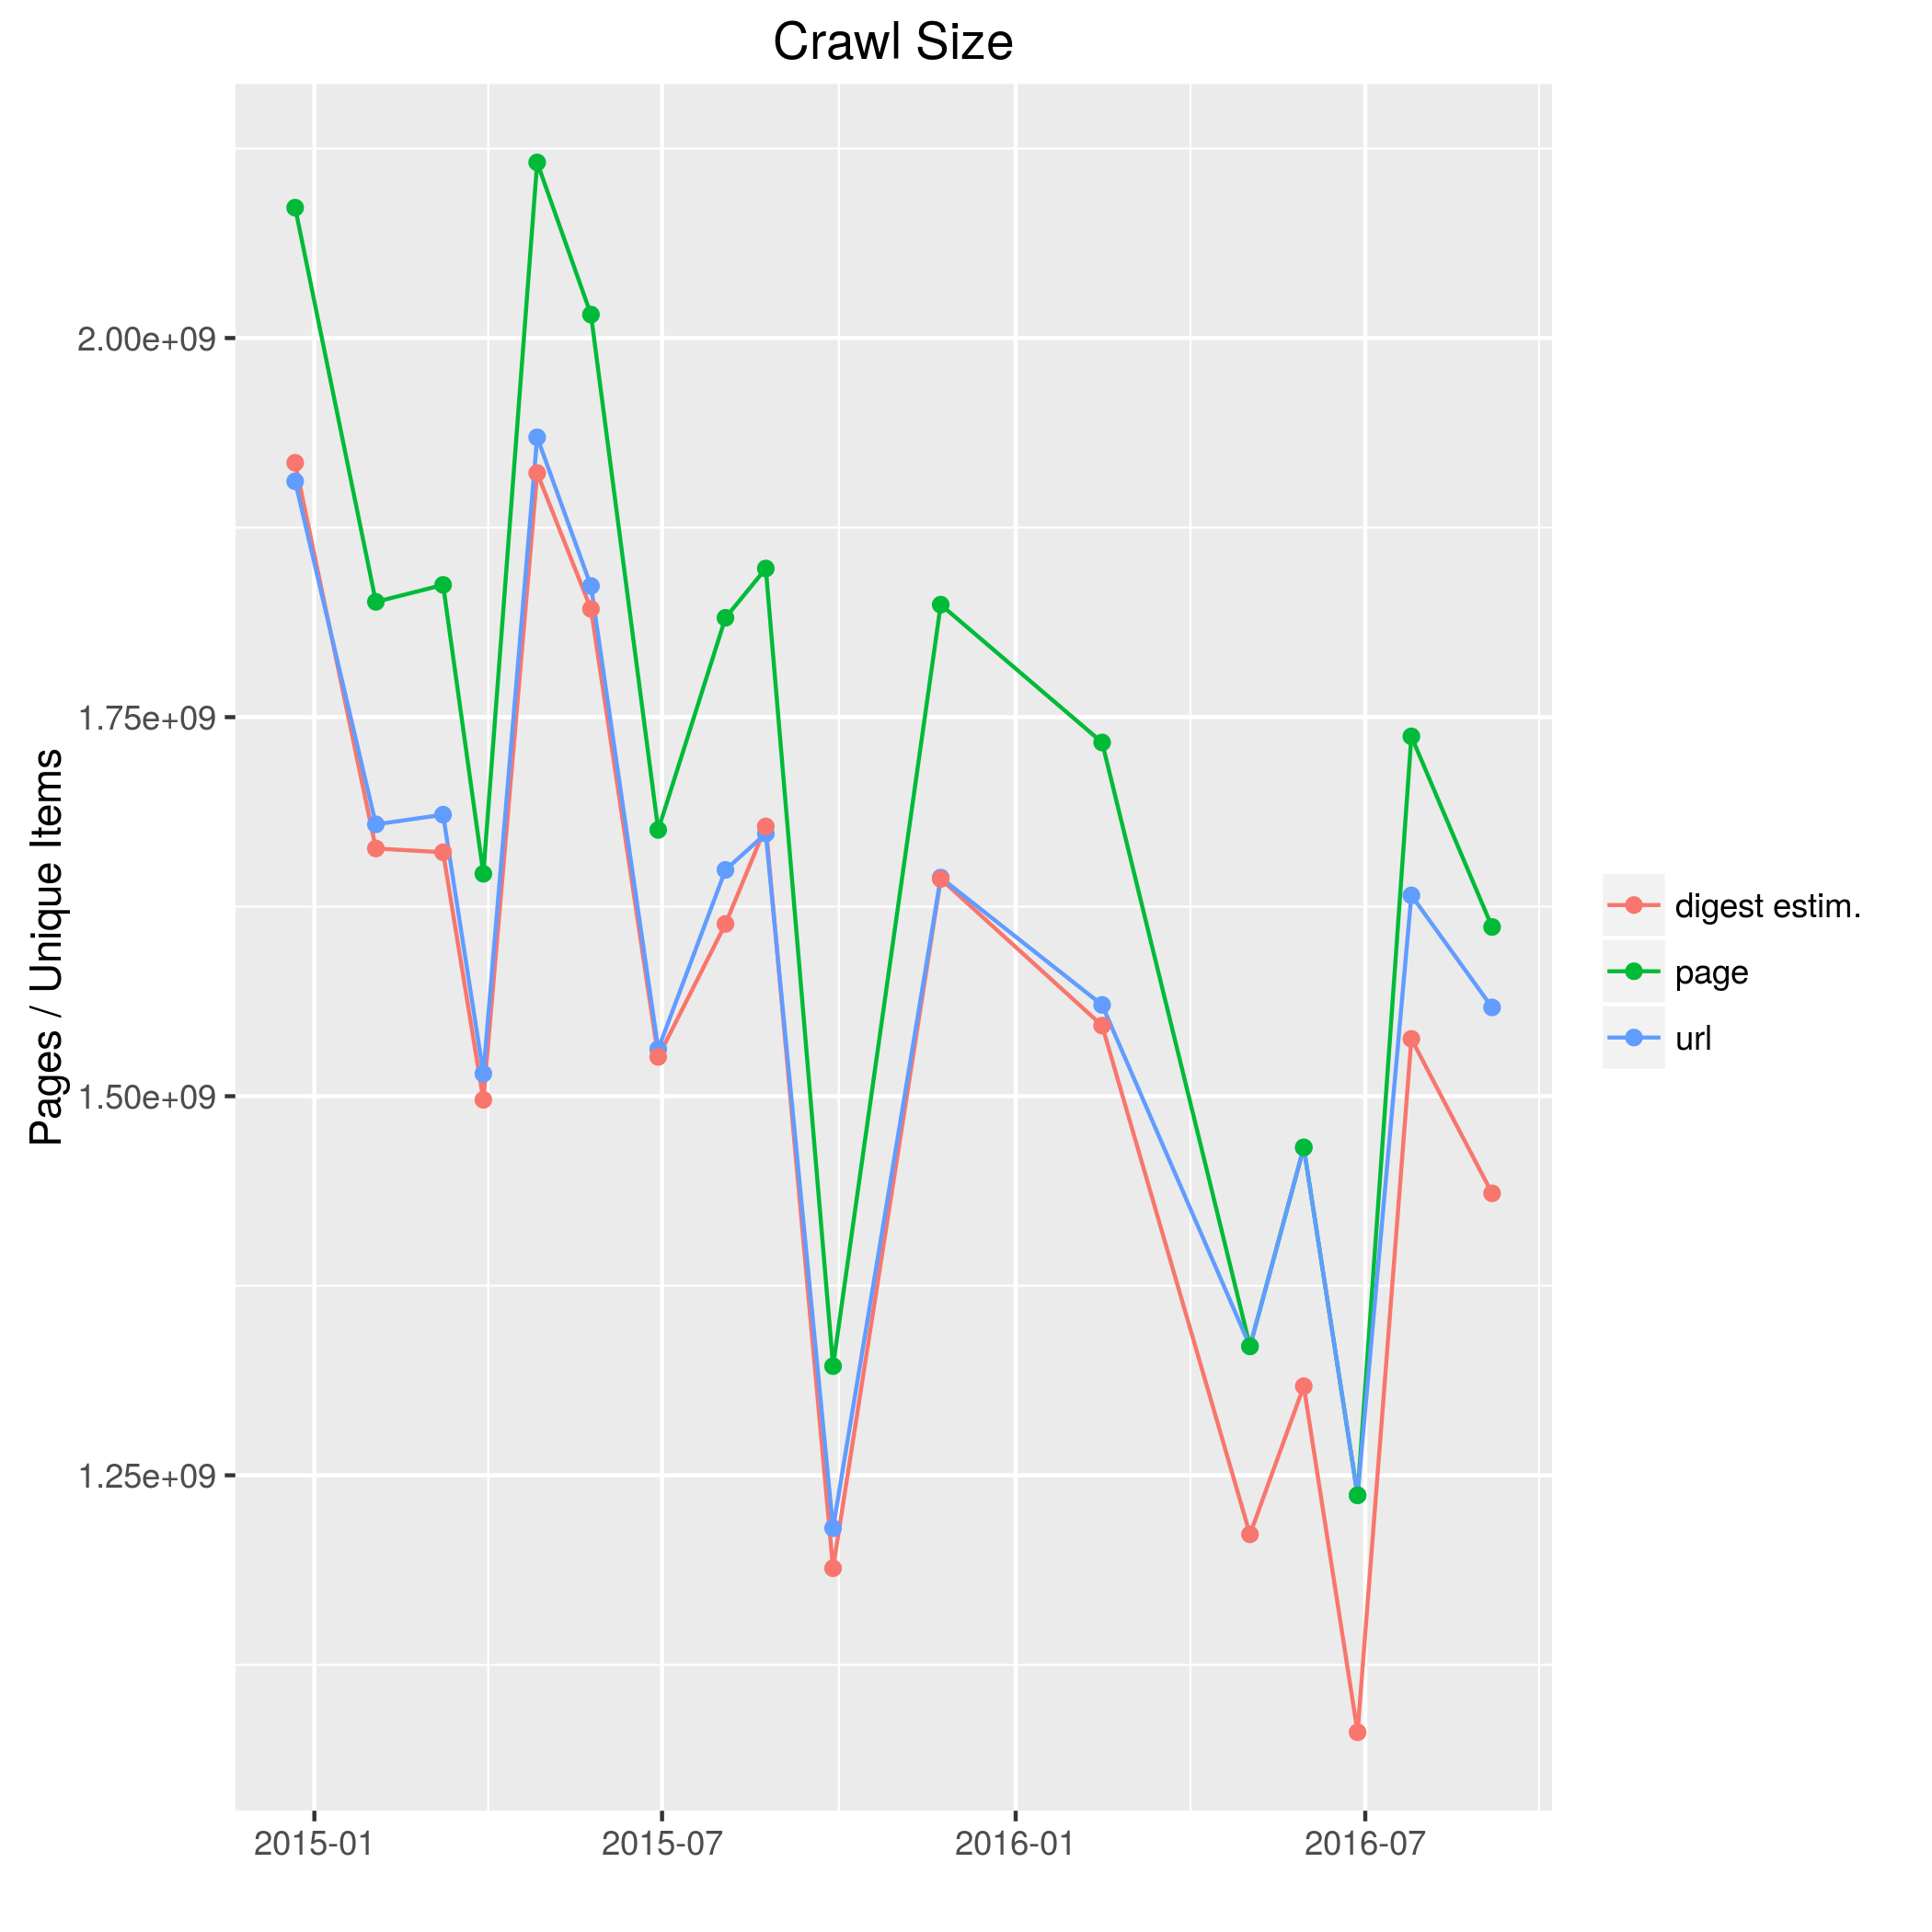 Crawl Size
Pages / Unique Items
2.00e+09
1.75e+09
1.50e+09
1.25e+09
2015-01
2015-07
2016-01
2016-07
digest estim.
page
url